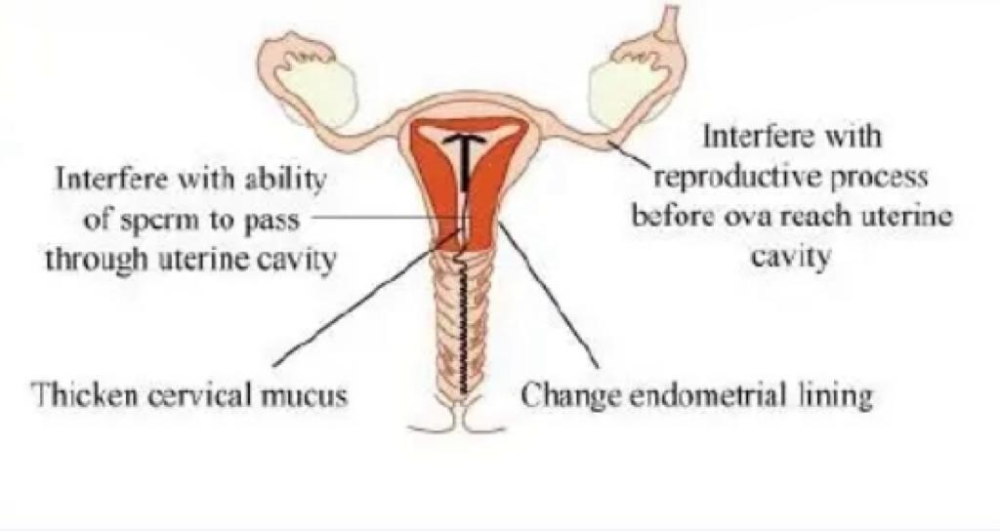 Interfere with ability
of sperm to pass
through uterine cavity
Interfere with
reproductive process
before ova reach uterine
cavity
Thicken cervical mucus
Change endometrial lining